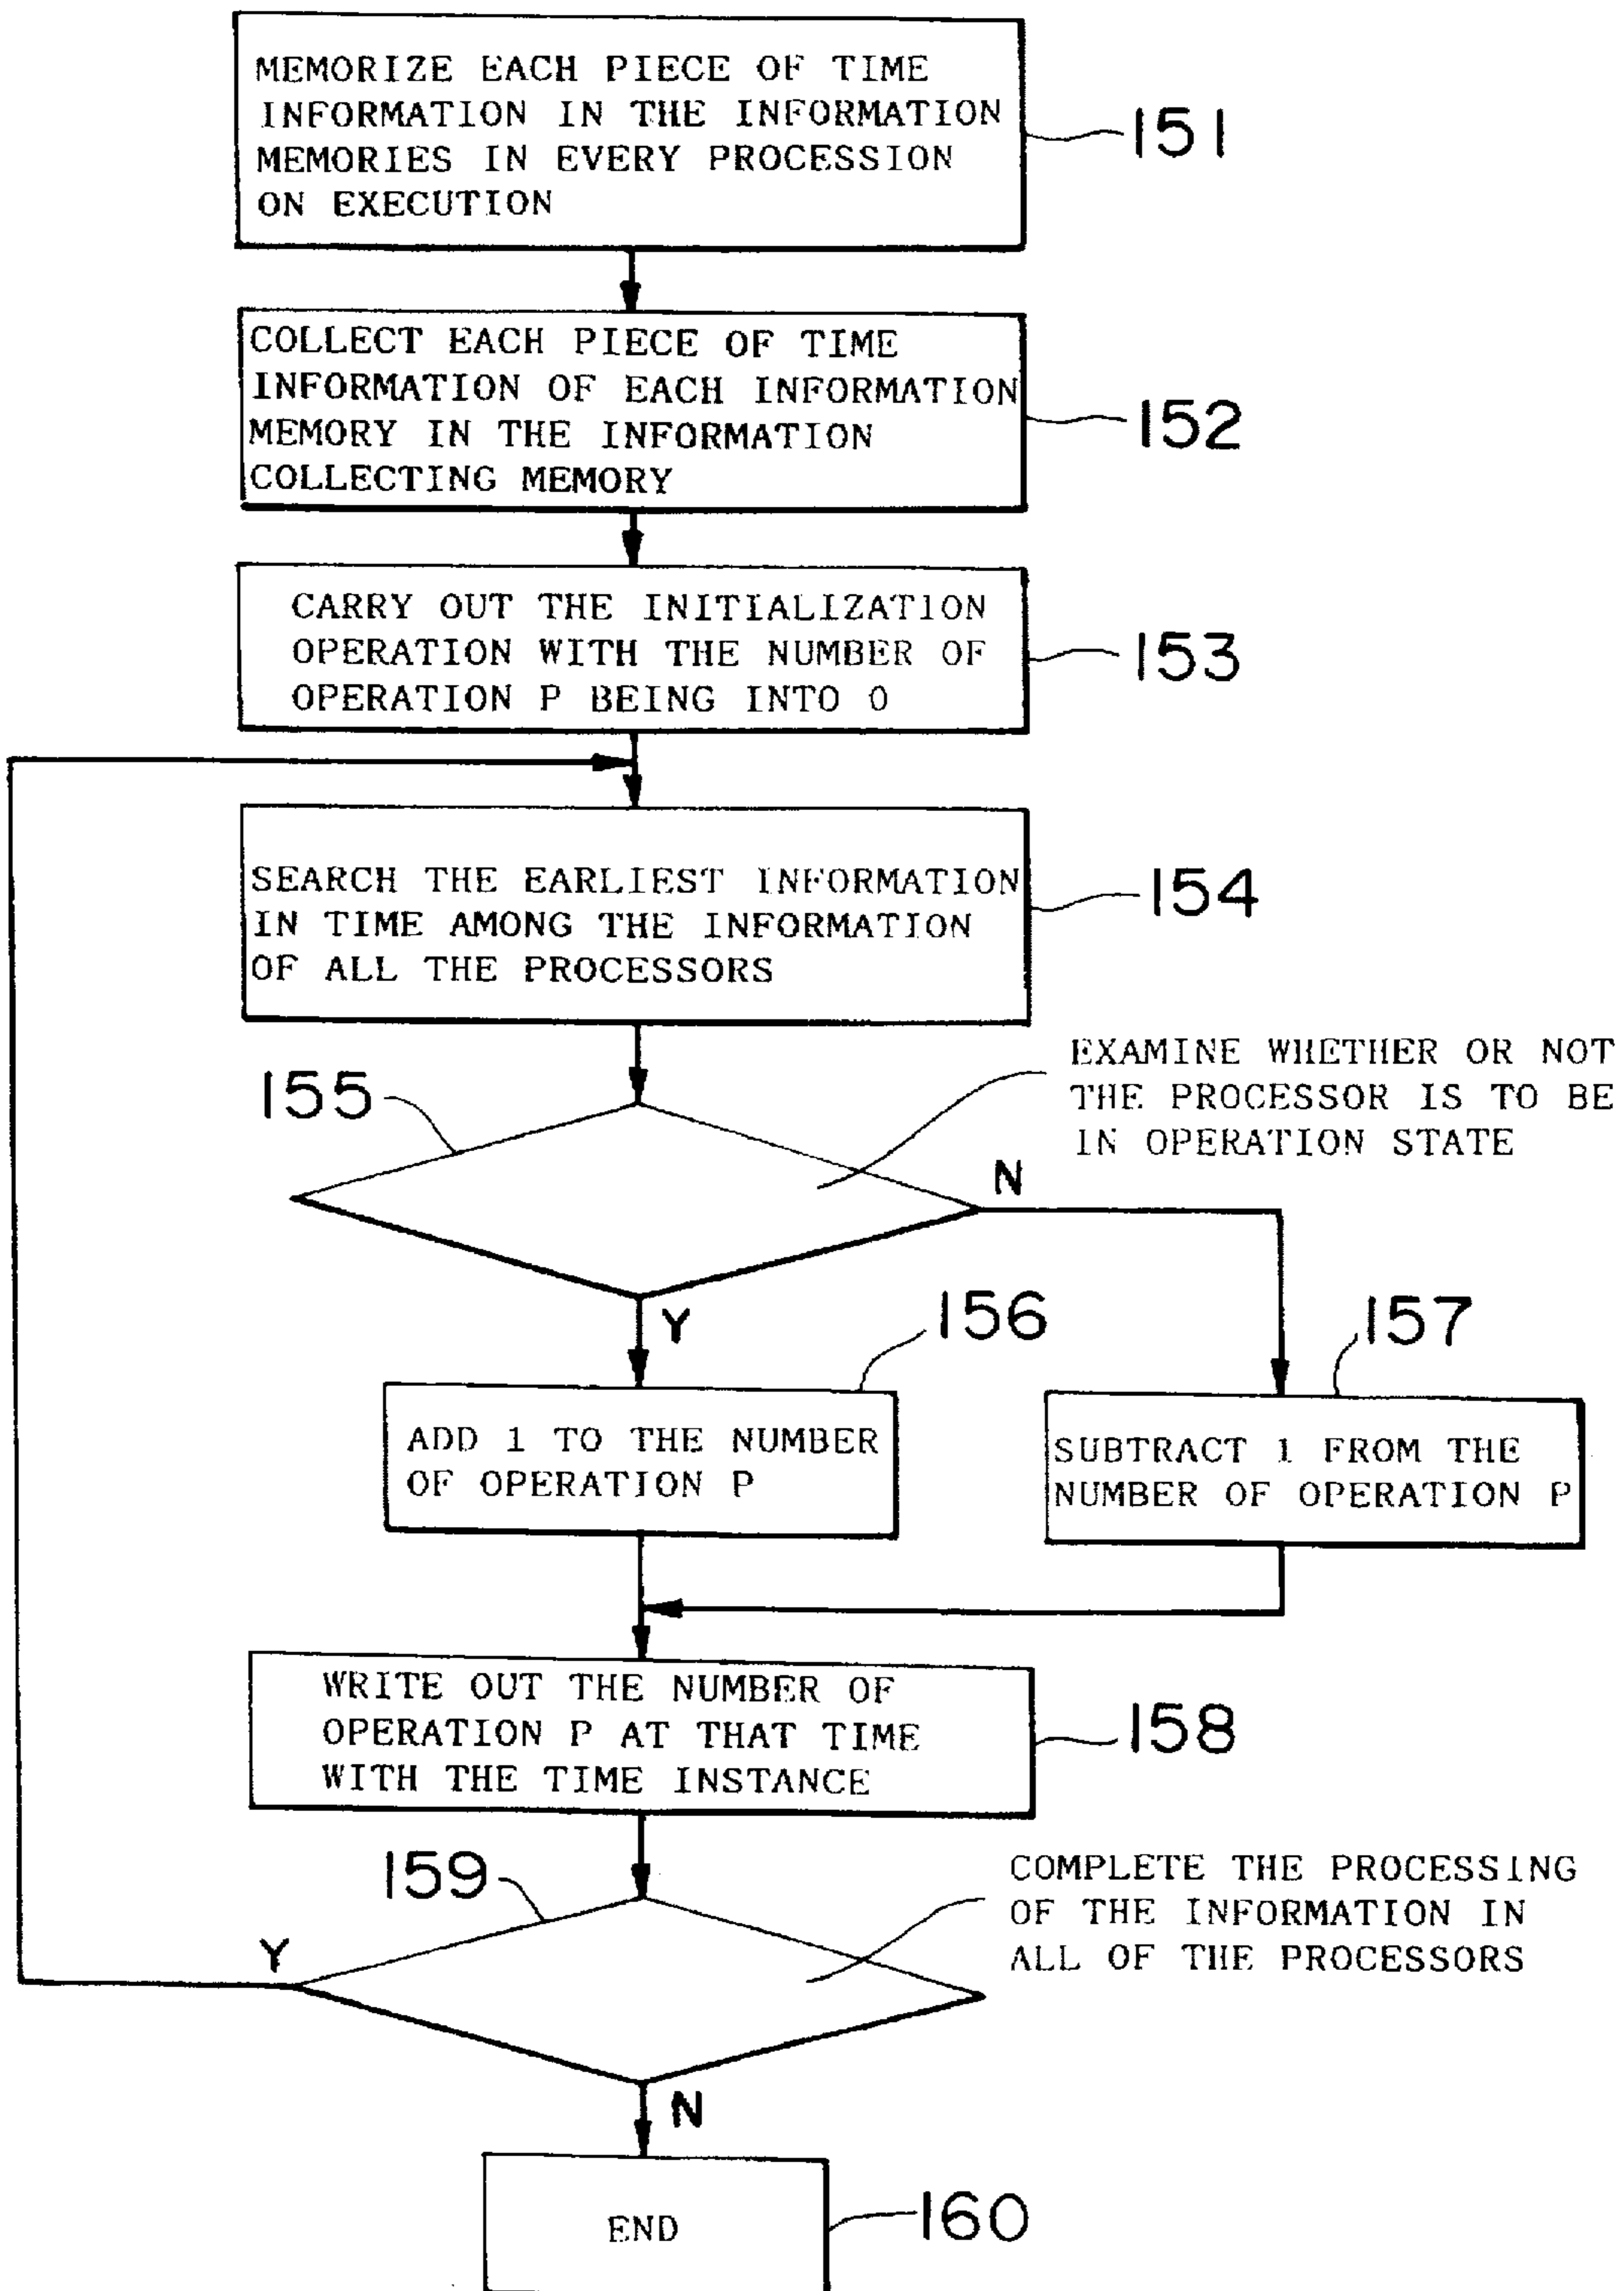 MEMORIZE EACH PIECE OF TIME
INFORMATION IN THE INFORMATION
MEMORIES IN EVERY PROCESSION
ON EXECUTION
151
COLLECT EACH PIECE OF TIME
INFORMATION OF EACH INFORMATION
MEMORY IN THE INFORMATION
COLLECTING MEMORY
152
CARRY OUT THE INITIALIZATION
OPERATION WITH THE NUMBER OF
OPERATION P BEING INTO 0
153
SEARCH THE EARLIEST INFORMATION
IN TIME AMONG THE INFORMATION
OF ALL THE PROCESSORS
154
155
EXAMINE WHETHER OR NOT
THE PROCESSOR IS TO BE
IN OPERATION STATE
N
Y
156
157
ADD 1 TO THE NUMBER
OF OPERATION P
SUBTRACT 1 FROM THE
NUMBER OF OPERATION P
WRITE OUT THE NUMBER OF
OPERATION P AT THAT TIME
WITH THE TIME INSTANCE
158
159
COMPLETE THE PROCESSING
OF THE INFORMATION IN
ALL OF THE PROCESSORS
Y
N
END
160